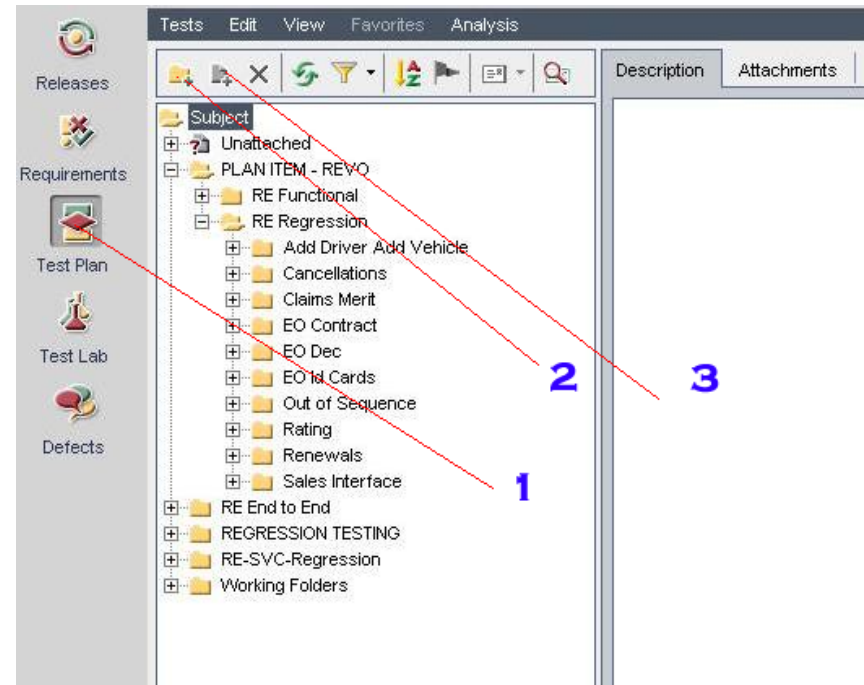 Tests Edit View Favorites Analysis
Releases
Requirements
Test Plan
Test Lab
Defects
Description Attachments
Subject
Unattached
PLAN ITEM - REVO
RE Functional
RE Regression
Add Driver Add Vehicle
Cancellations
Claims Merit
EO Contract
EO Dec
EO Id Cards
Out of Sequence
Rating
Renewals
Sales Interface
RE End to End
REGRESSION TESTING
RE-SVC-Regression
Working Folders
2
3
1